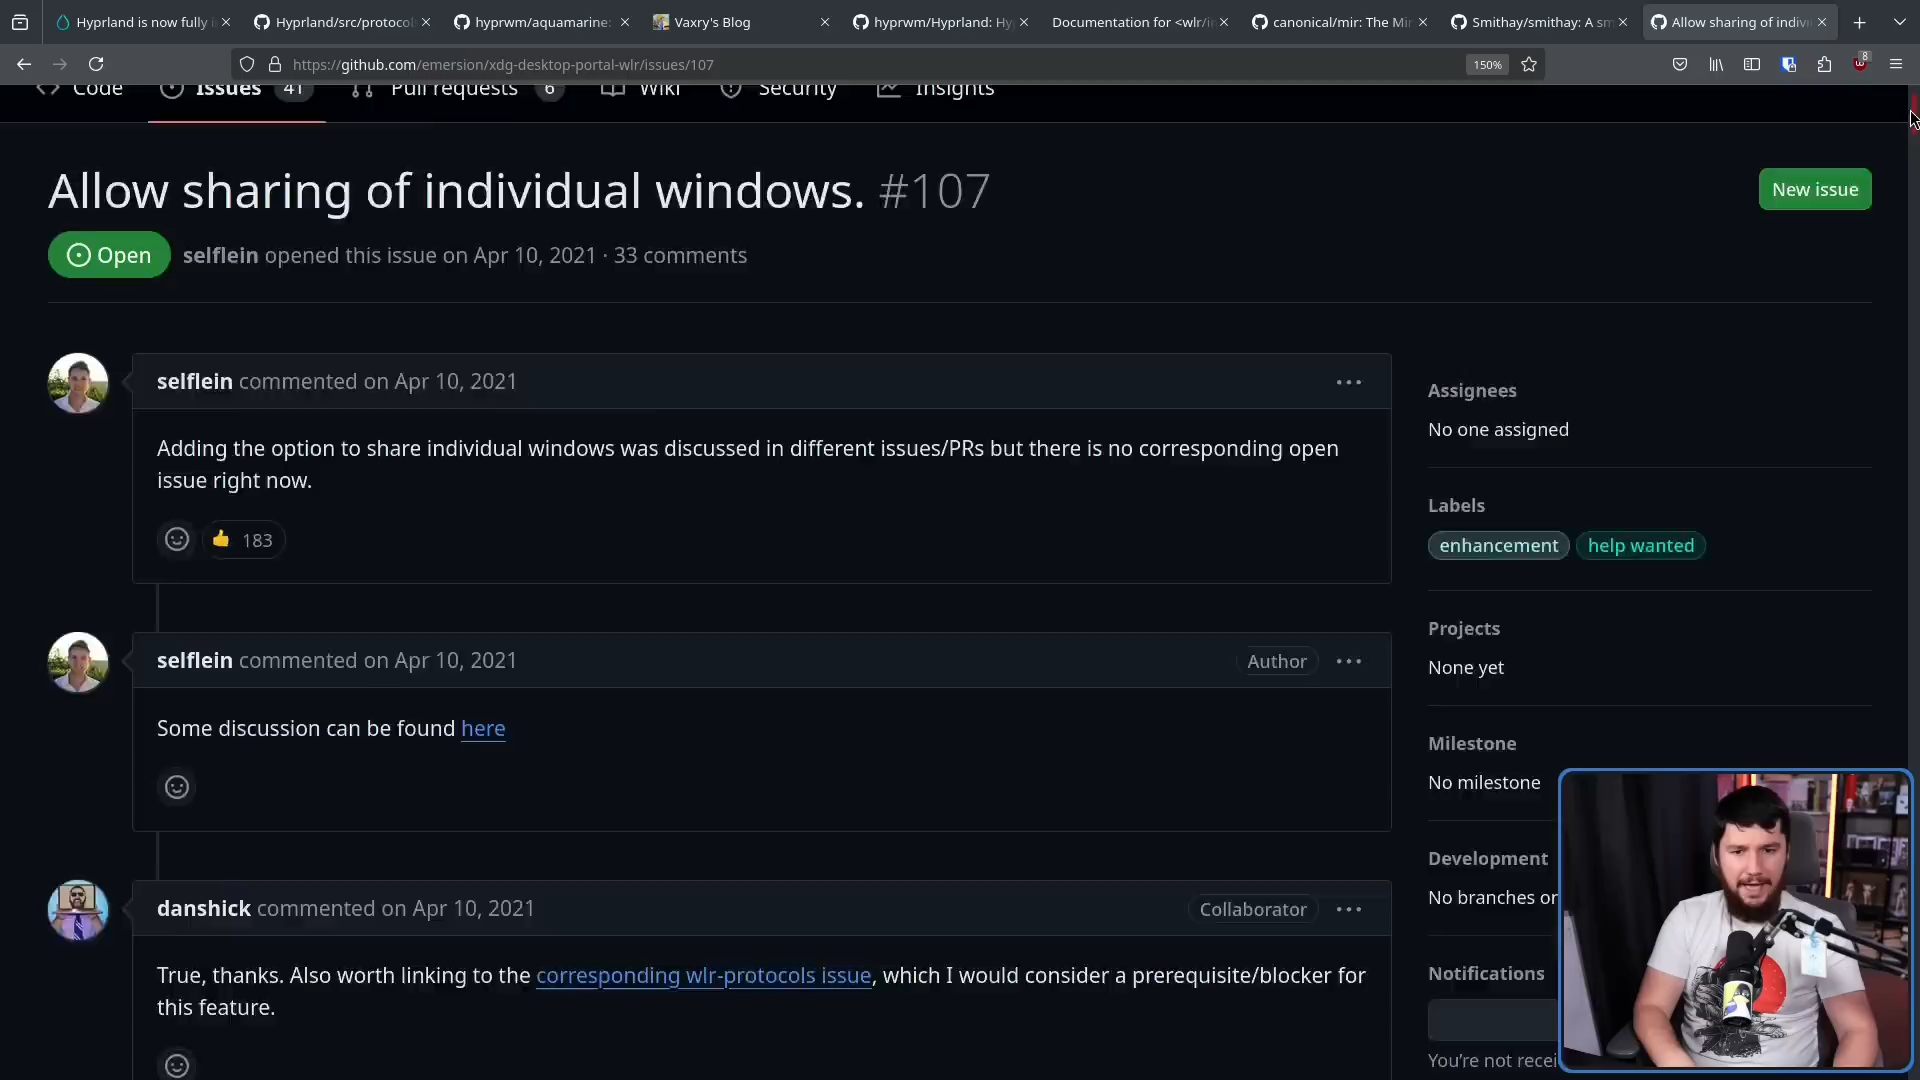 Hyprland is now fully i
Hyprland/src/protocol
hyprwm/aquamarine:
Vaxry's Blog
hyprwm/Hyprland: Hy
Documentation for <wlr/i
canonical/mir: The Mir
Smithay/smithay: A sm
Allow sharing of indivi
https://github.com/emersion/xdg-desktop-portal-wlr/issues/107
150%
8
Code
Issues 41
Pull requests 6
Wiki
Security
Insights
Allow sharing of individual windows. #107
New issue
Open
selflein opened this issue on Apr 10, 2021 · 33 comments
selflein commented on Apr 10, 2021
Adding the option to share individual windows was discussed in different issues/PRs but there is no corresponding open
issue right now.
183
selflein commented on Apr 10, 2021
Author
Some discussion can be found here
danshick commented on Apr 10, 2021
Collaborator
True, thanks. Also worth linking to the corresponding wlr-protocols issue, which I would consider a prerequisite/blocker for
this feature.
Assignees
No one assigned
Labels
enhancement
help wanted
Projects
None yet
Milestone
No milestone
Development
No branches or
Notifications
You're not recei